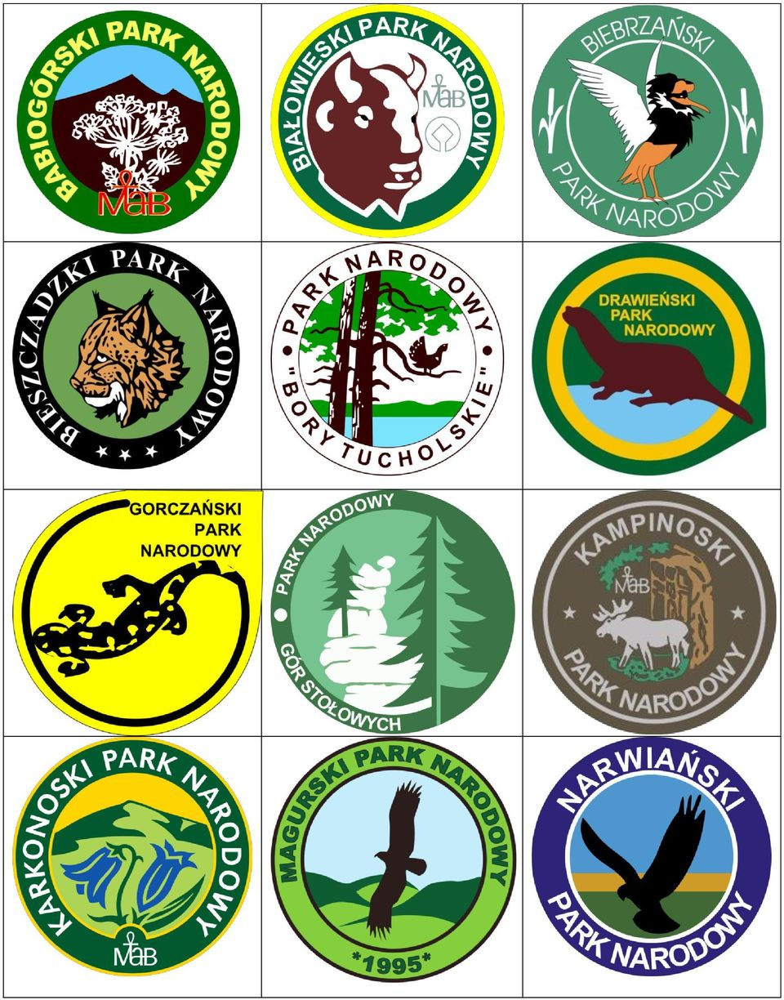 BABIOGÓRSKI PARK NARODOWY
MaB
BIAŁOWIESKI PARK NARODOWY
MaB
BIEBRZAŃSKI
PARK NARODOWY
BIESZCZADZKI PARK NARODOWY
PARK NARODOWY
"BORY TUCHOLSKIE"
DRAWIEŃSKI
PARK
NARODOWY
GORCZAŃSKI
PARK
NARODOWY
PARK NARODOWY
GÓR STOŁOWYCH
KAMPINOSKI
MaB
PARK NARODOWY
KARKONOSKI PARK NARODOWY
MaB
MAGURSKI PARK NARODOWY
*1995*
NARWIAŃSKI
PARK NARODOWY